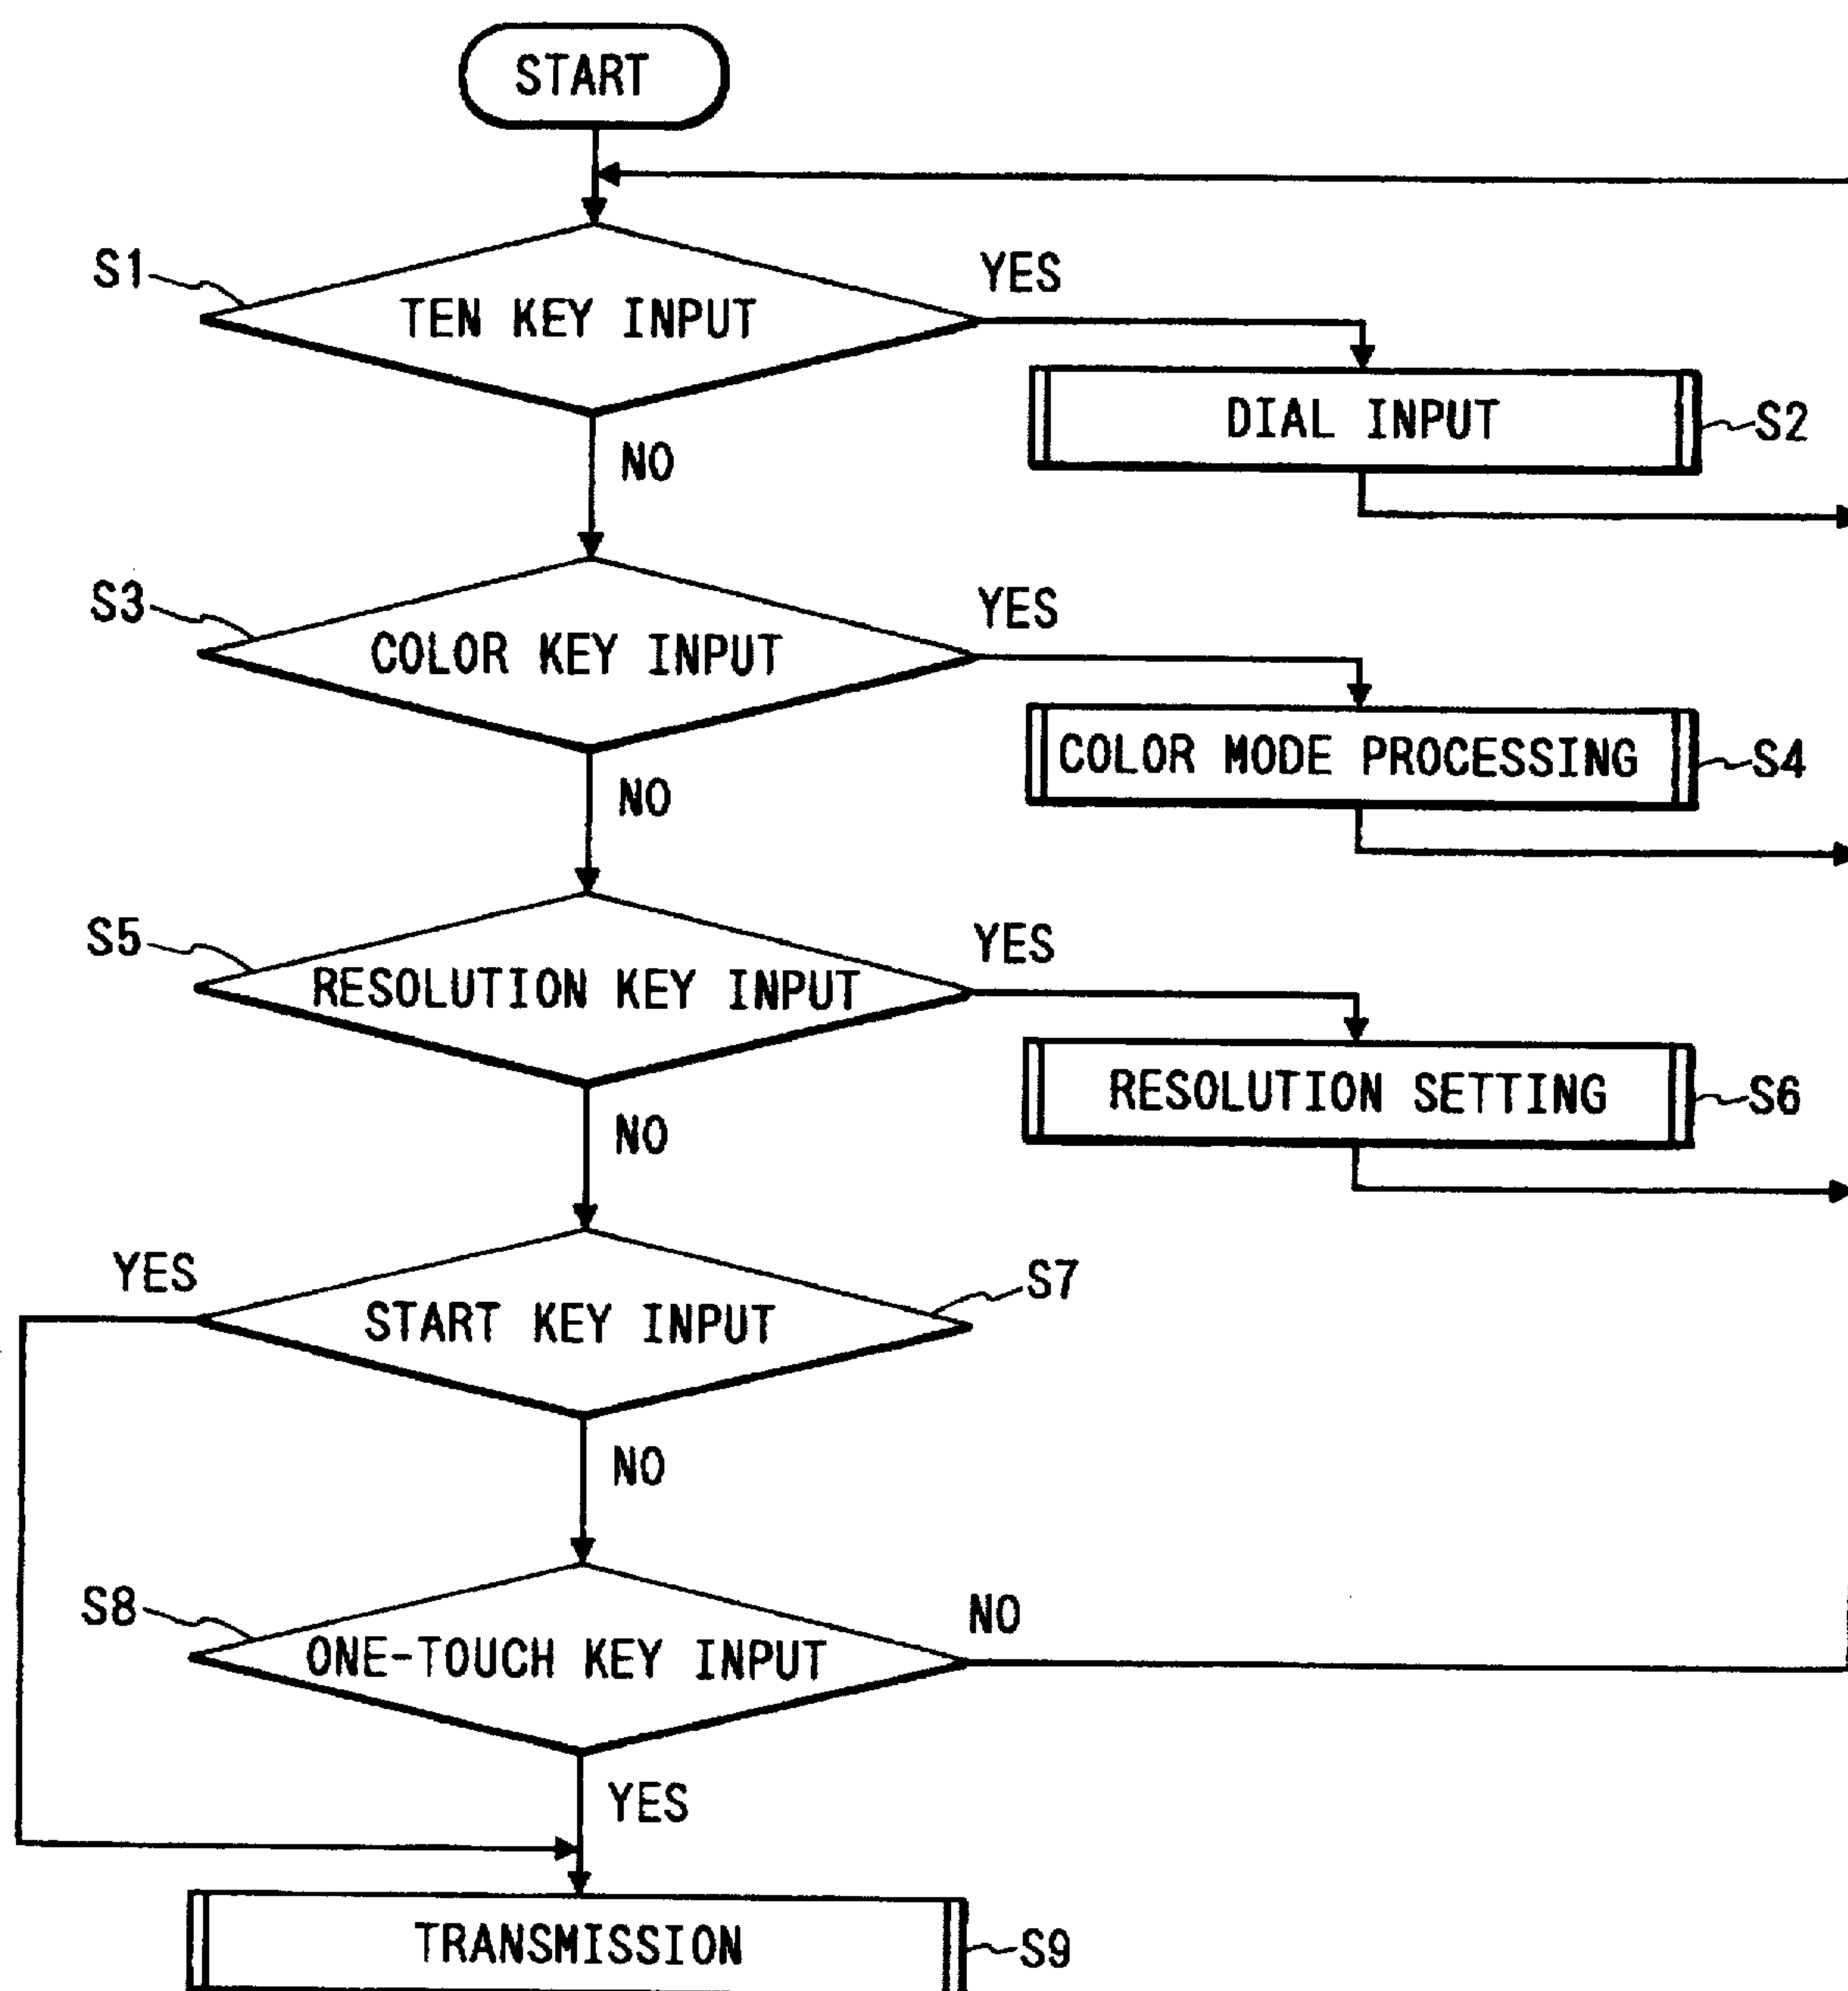 START
S1
TEN KEY INPUT
YES
DIAL INPUT
S2
NO
S3
COLOR KEY INPUT
YES
COLOR MODE PROCESSING
S4
NO
S5
RESOLUTION KEY INPUT
YES
RESOLUTION SETTING
S6
NO
YES
START KEY INPUT
S7
NO
S8
ONE-TOUCH KEY INPUT
NO
YES
TRANSMISSION
S9